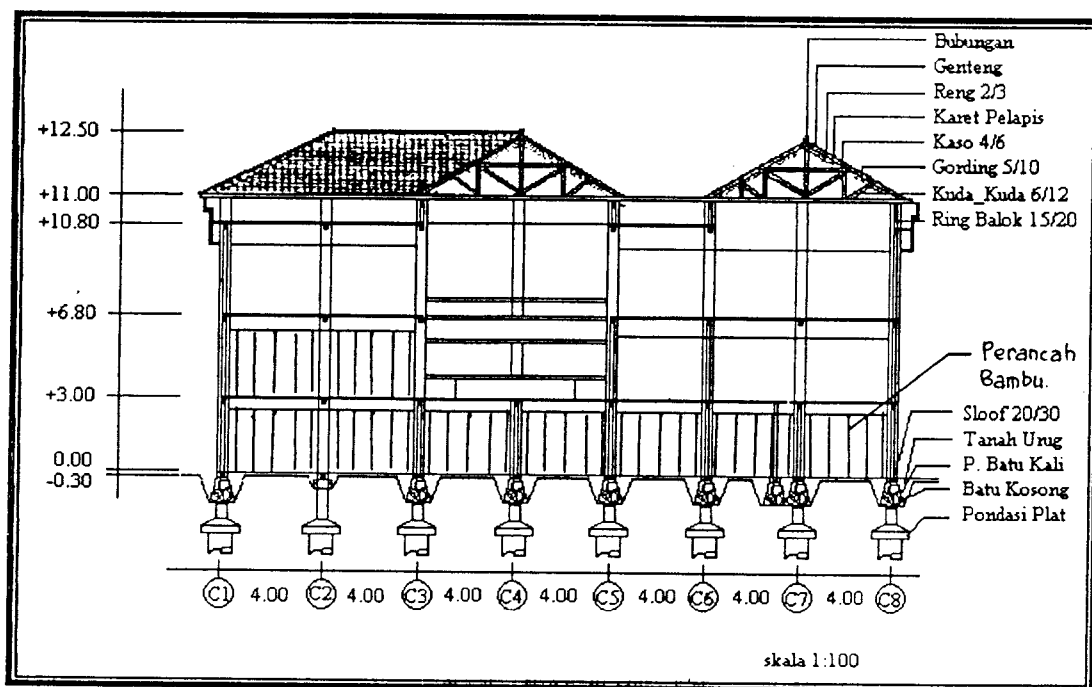 Bubungan
Genteng
Reng 2/3
Karet Pelapis
Kaso 4/6
Gording 5/10
Kuda_Kuda 6/12
Ring Balok 15/20
+12.50
+11.00
+10.80
+6.80
+3.00
0.00
-0.30
Perancah
Bambu.
Sloof 20/30
Tanah Urug
P. Batu Kali
Batu Kosong
Pondasi Plat
C1 4.00 C2 4.00 C3 4.00 C4 4.00 C5 4.00 C6 4.00 C7 4.00 C8
skala 1:100